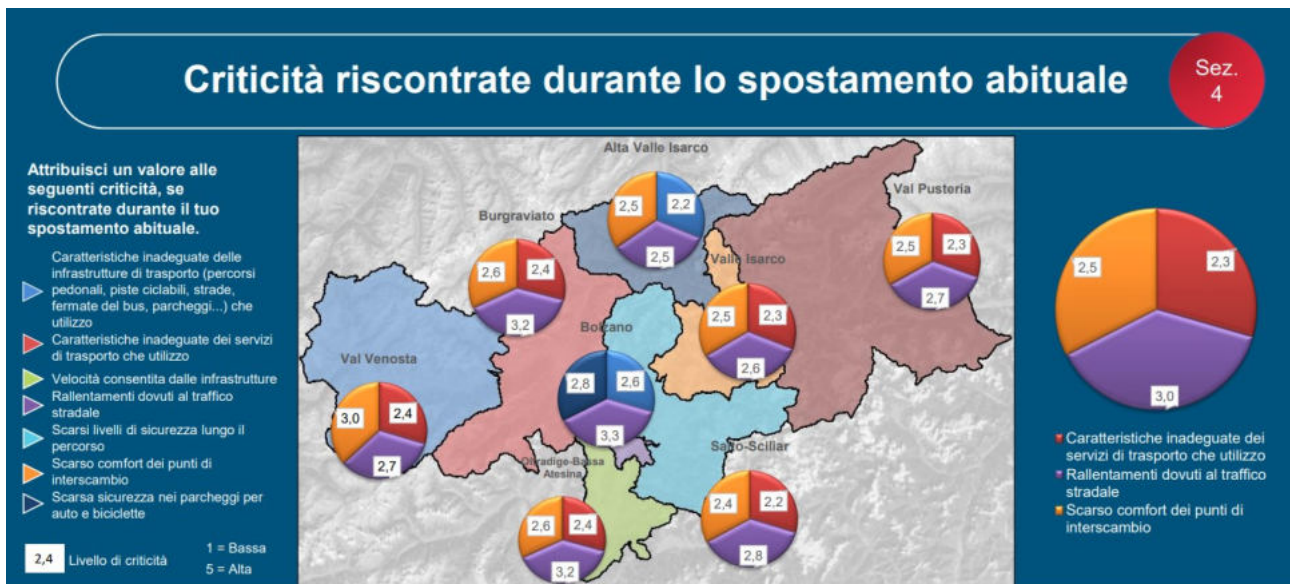 Criticità riscontrate durante lo spostamento abituale
Sez.
4
Attribuisci un valore alle
seguenti criticità, se
riscontrate durante il tuo
spostamento abituale.
Caratteristiche inadeguate delle
infrastrutture di trasporto (percorsi
pedonali, piste ciclabili, strade,
fermate del bus, parcheggi...) che
utilizzo
Caratteristiche inadeguate dei servizi
di trasporto che utilizzo
Velocità consentita dalle infrastrutture
Rallentamenti dovuti al traffico
stradale
Scarsi livelli di sicurezza lungo il
percorso
Scarso comfort dei punti di
interscambio
Scarsa sicurezza nei parcheggi per
auto e biciclette
2,4 Livello di criticità
1 = Bassa
5 = Alta
Alta Valle Isarco
2,5 2,2
2,5
Val Pusteria
2,5 2,3
2,7
Burgraviato
2,6 2,4
3,2
Valle Isarco
2,5 2,3
2,6
Bolzano
2,8 2,6
3,3
Val Venosta
3,0 2,4
2,7
Oltradige-Bassa
Atesina
2,6 2,4
3,2
Salto-Sciliar
2,4 2,2
2,8
2,5 2,3
3,0
Caratteristiche inadeguate dei
servizi di trasporto che utilizzo
Rallentamenti dovuti al traffico
stradale
Scarso comfort dei punti di
interscambio